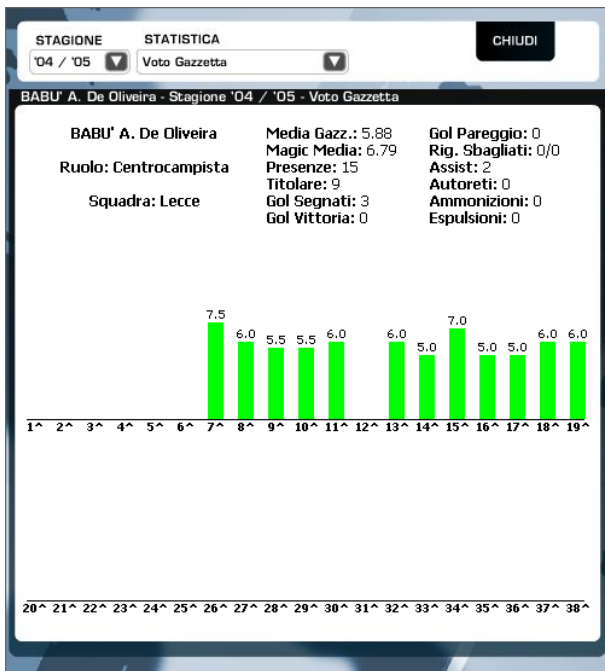 STAGIONE STATISTICA CHIUDI
'04 / '05 Voto Gazzetta
BABU' A. De Oliveira - Stagione '04 / '05 - Voto Gazzetta
BABU' A. De Oliveira Media Gazz.: 5.88 Gol Pareggio: 0
Magic Media: 6.79 Rig. Sbagliati: 0/0
Ruolo: Centrocampista Presenze: 15 Assist: 2
Titolare: 9 Autoreti: 0
Squadra: Lecce Gol Segnati: 3 Ammonizioni: 0
Gol Vittoria: 0 Espulsioni: 0
7.5 6.0 5.5 5.5 6.0 6.0 5.0 7.0 5.0 5.0 6.0 6.0
1^ 2^ 3^ 4^ 5^ 6^ 7^ 8^ 9^ 10^ 11^ 12^ 13^ 14^ 15^ 16^ 17^ 18^ 19^
20^ 21^ 22^ 23^ 24^ 25^ 26^ 27^ 28^ 29^ 30^ 31^ 32^ 33^ 34^ 35^ 36^ 37^ 38^